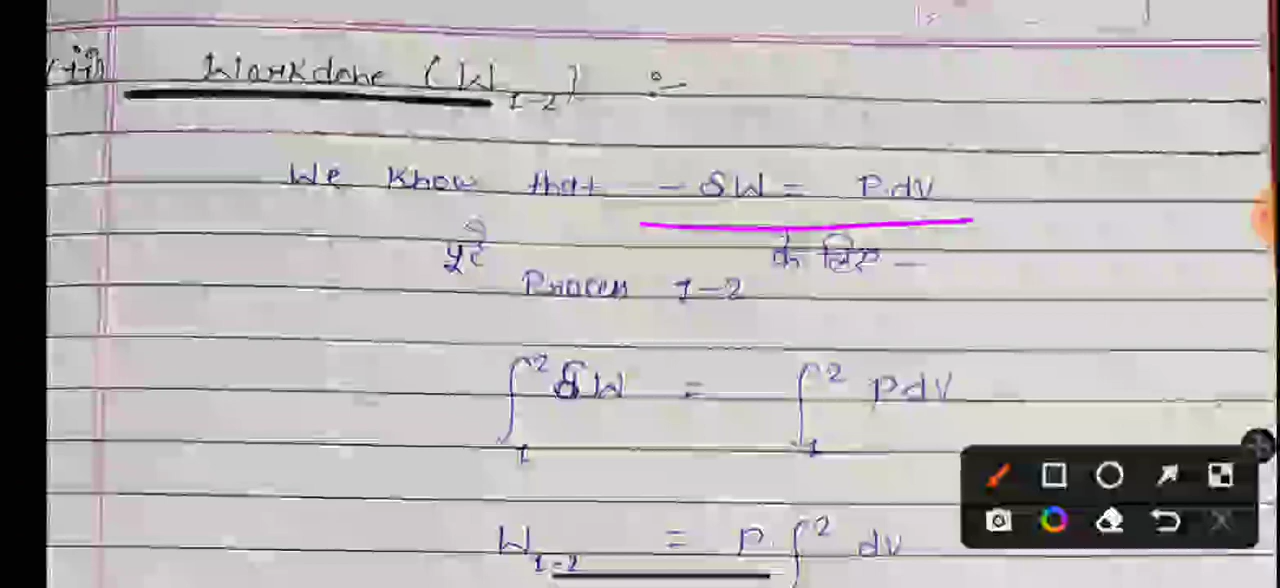 (ii) Workdone (W1-2) :-
We know that - δW = P.dV
पूरे Process 1-2 के लिए -
∫₁² δW = ∫₁² PdV
W1-2 = P ∫² dV